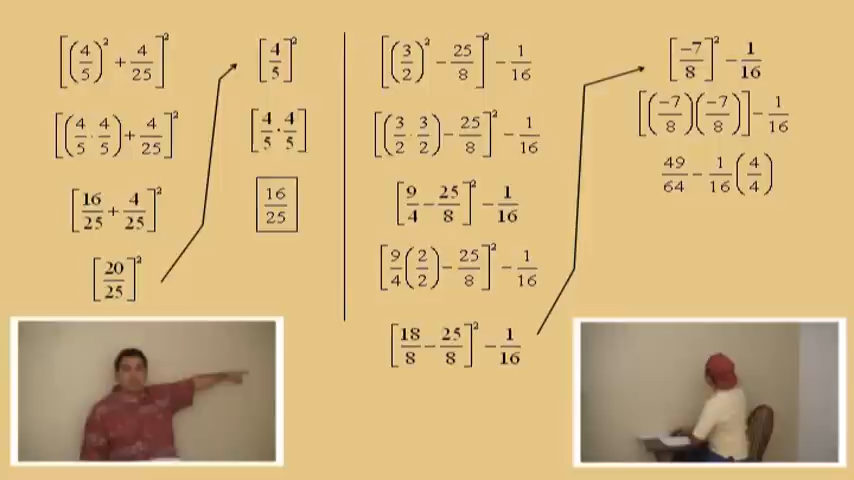 [(4/5)² + 4/25]²
[(4/5 · 4/5) + 4/25]²
[16/25 + 4/25]²
[20/25]²
[4/5]²
[4/5 · 4/5]
16/25
[(3/2)² − 25/8]² − 1/16
[(3/2 · 3/2) − 25/8]² − 1/16
[9/4 − 25/8]² − 1/16
[9/4(2/2) − 25/8]² − 1/16
[18/8 − 25/8]² − 1/16
[−7/8]² − 1/16
[(−7/8)(−7/8)] − 1/16
49/64 − 1/16(4/4)